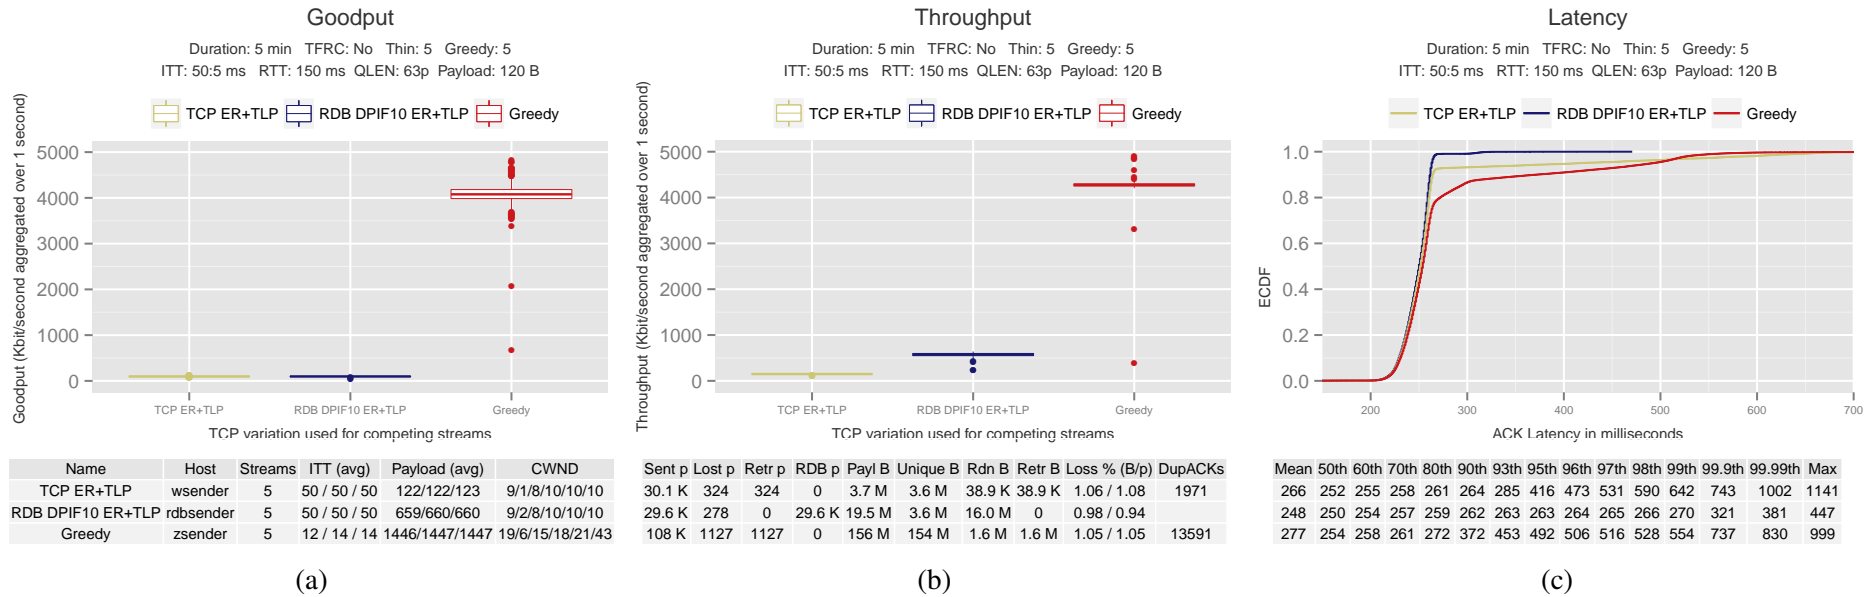 Goodput
Duration: 5 min TFRC: No Thin: 5 Greedy: 5
ITT: 50:5 ms RTT: 150 ms QLEN: 63p Payload: 120 B
TCP ER+TLP RDB DPIF10 ER+TLP Greedy
Goodput (Kbit/second aggregated over 1 second)
5000
4000
3000
2000
1000
0
TCP ER+TLP RDB DPIF10 ER+TLP Greedy
TCP variation used for competing streams
Name Host Streams ITT (avg) Payload (avg) CWND
TCP ER+TLP wsender 5 50 / 50 / 50 122/122/123 9/1/8/10/10/10
RDB DPIF10 ER+TLP rdbsender 5 50 / 50 / 50 659/660/660 9/2/8/10/10/10
Greedy zsender 5 12 / 14 / 14 1446/1447/1447 19/6/15/18/21/43
(a)
Throughput
Duration: 5 min TFRC: No Thin: 5 Greedy: 5
ITT: 50:5 ms RTT: 150 ms QLEN: 63p Payload: 120 B
TCP ER+TLP RDB DPIF10 ER+TLP Greedy
Throughput (Kbit/second aggregated over 1 second)
5000
4000
3000
2000
1000
0
TCP ER+TLP RDB DPIF10 ER+TLP Greedy
TCP variation used for competing streams
Sent p Lost p Retr p RDB p Payl B Unique B Rdn B Retr B Loss % (B/p) DupACKs
30.1 K 324 324 0 3.7 M 3.6 M 38.9 K 38.9 K 1.06 / 1.08 1971
29.6 K 278 0 29.6 K 19.5 M 3.6 M 16.0 M 0 0.98 / 0.94
108 K 1127 1127 0 156 M 154 M 1.6 M 1.6 M 1.05 / 1.05 13591
(b)
Latency
Duration: 5 min TFRC: No Thin: 5 Greedy: 5
ITT: 50:5 ms RTT: 150 ms QLEN: 63p Payload: 120 B
TCP ER+TLP RDB DPIF10 ER+TLP Greedy
ECDF
1.0
0.8
0.6
0.4
0.2
0.0
200 300 400 500 600 700
ACK Latency in milliseconds
Mean 50th 60th 70th 80th 90th 93th 95th 96th 97th 98th 99th 99.9th 99.99th Max
266 252 255 258 261 264 285 416 473 531 590 642 743 1002 1141
248 250 254 257 259 262 263 263 264 265 266 270 321 381 447
277 254 258 261 272 372 453 492 506 516 528 554 737 830 999
(c)